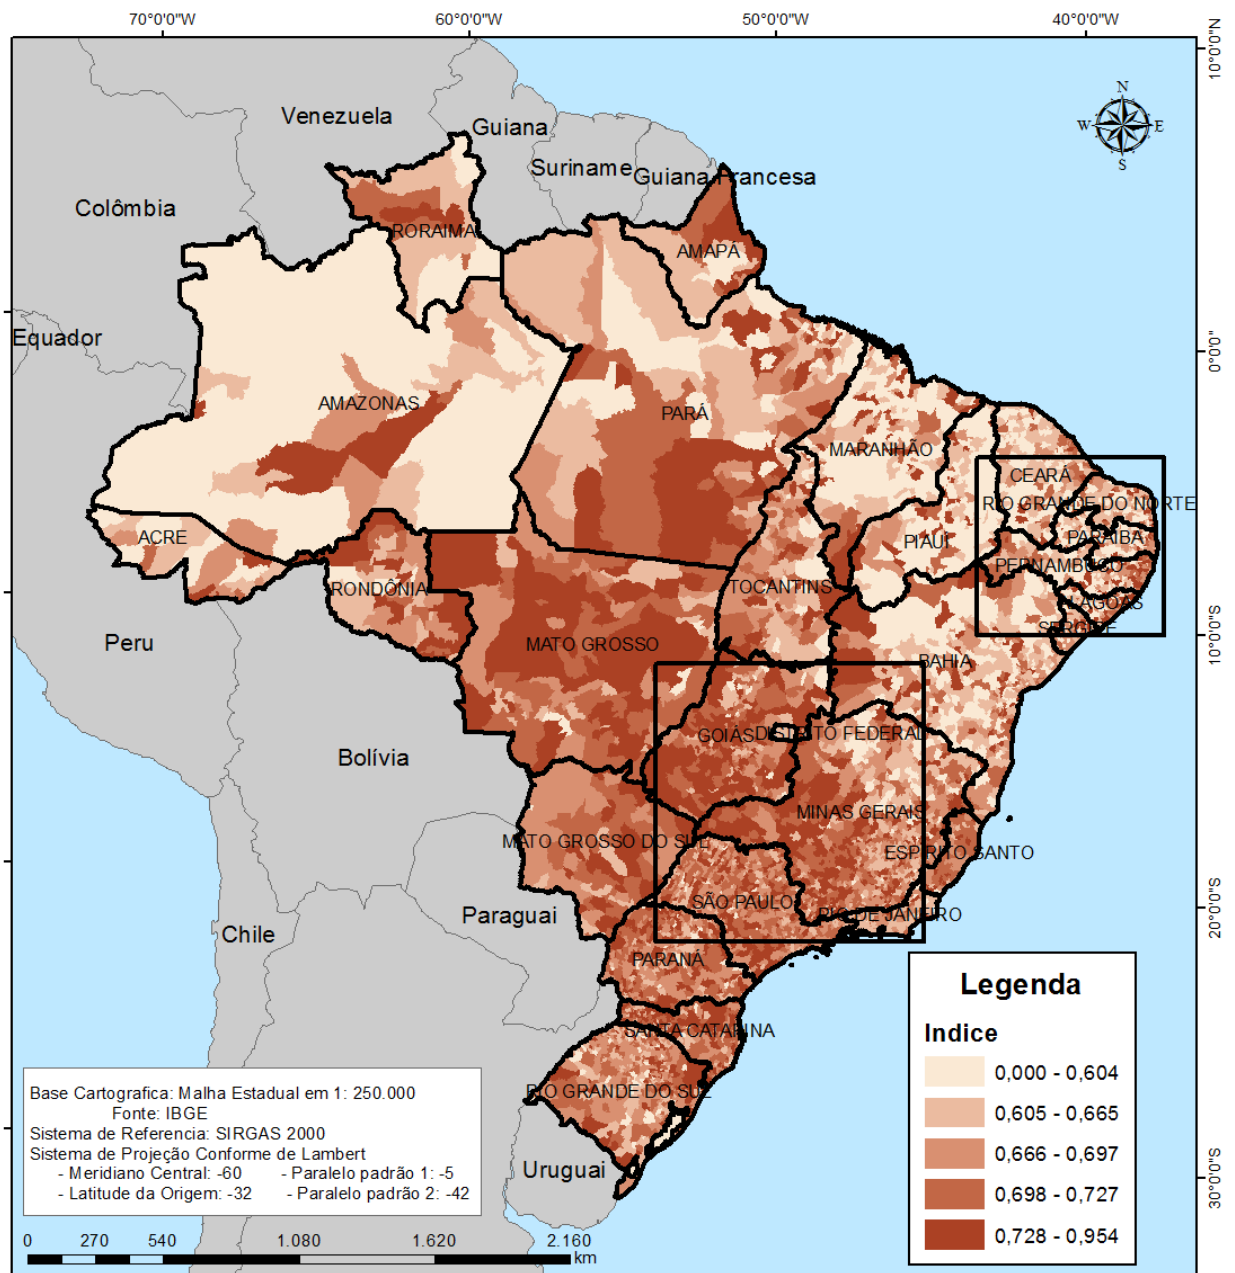 70°0'0"W 60°0'0"W 50°0'0"W 40°0'0"W
10°0'0"N
N
W E
S
Venezuela
Guiana
Suriname
Guiana Francesa
Colômbia
RORAIMA
AMAPÁ
Equador
0°0'0"
AMAZONAS
PARÁ
MARANHÃO
CEARÁ
RIO GRANDE DO NORTE
ACRE
PIAUÍ
PARAÍBA
PERNAMBUCO
RONDÔNIA
TOCANTINS
LAGOAS
SERGIPE
10°0'0"S
Peru
MATO GROSSO
BAHIA
GOIÁS
DISTRITO FEDERAL
Bolívia
MINAS GERAIS
MATO GROSSO DO SUL
ESPÍRITO SANTO
SÃO PAULO
RIO DE JANEIRO
20°0'0"S
Paraguai
Chile
PARANÁ
SANTA CATARINA
RIO GRANDE DO SUL
Uruguai
30°0'0"S
Legenda
Indice
0,000 - 0,604
0,605 - 0,665
0,666 - 0,697
0,698 - 0,727
0,728 - 0,954
Base Cartografica: Malha Estadual em 1: 250.000
Fonte: IBGE
Sistema de Referencia: SIRGAS 2000
Sistema de Projeção Conforme de Lambert
- Meridiano Central: -60 - Paralelo padrão 1: -5
- Latitude da Origem: -32 - Paralelo padrão 2: -42
0 270 540 1.080 1.620 2.160
km